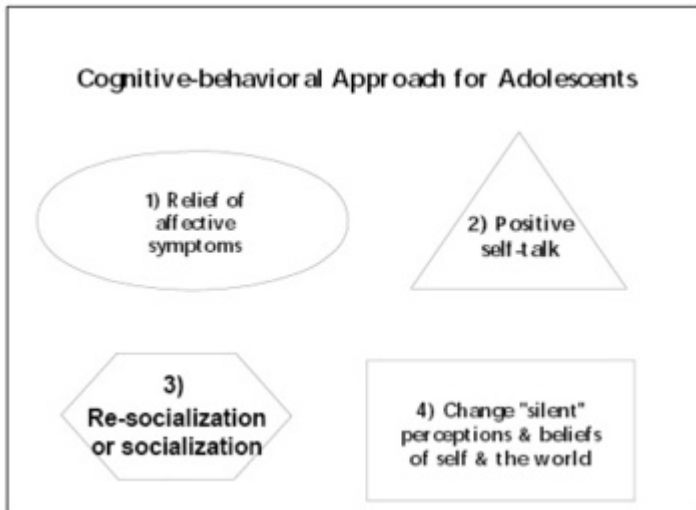 Cognitive-behavioral Approach for Adolescents
1) Relief of
affective
symptoms
2) Positive
self-talk
3)
Re-socialization
or socialization
4) Change "silent"
perceptions & beliefs
of self & the world